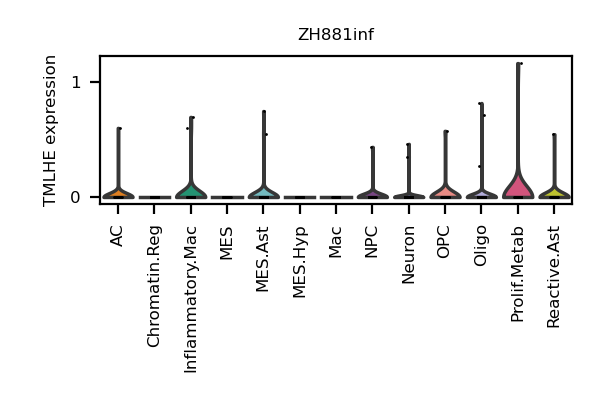 ZH881inf
TMLHE expression
1
0
AC
Chromatin.Reg
Inflammatory.Mac
MES
MES.Ast
MES.Hyp
Mac
NPC
Neuron
OPC
Oligo
Prolif.Metab
Reactive.Ast